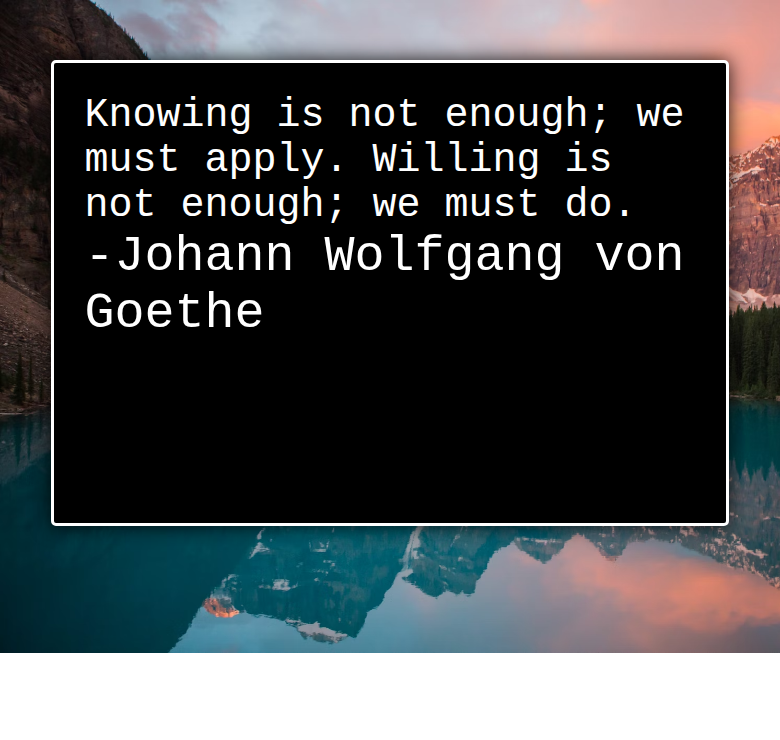 Knowing is not enough; we
must apply. Willing is
not enough; we must do.
-Johann Wolfgang von
Goethe